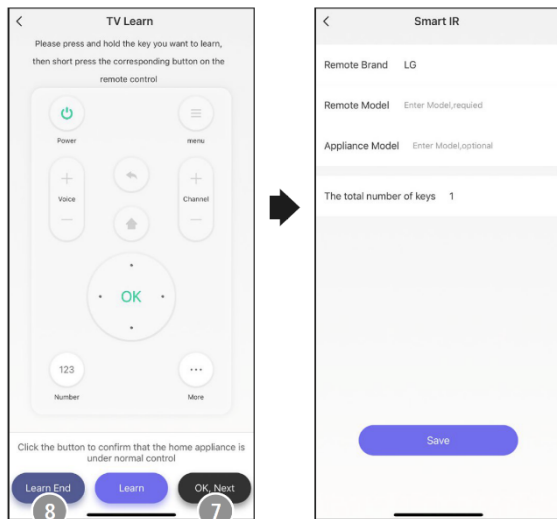 TV Learn
Please press and hold the key you want to learn,
then short press the corresponding button on the
remote control
Power
menu
+
Voice
−
+
Channel
−
OK
123
Number
...
More
Click the button to confirm that the home appliance is
under normal control
Learn End
Learn
OK, Next
8
7
Smart IR
Remote Brand LG
Remote Model Enter Model,requied
Appliance Model Enter Model,optional
The total number of keys 1
Save